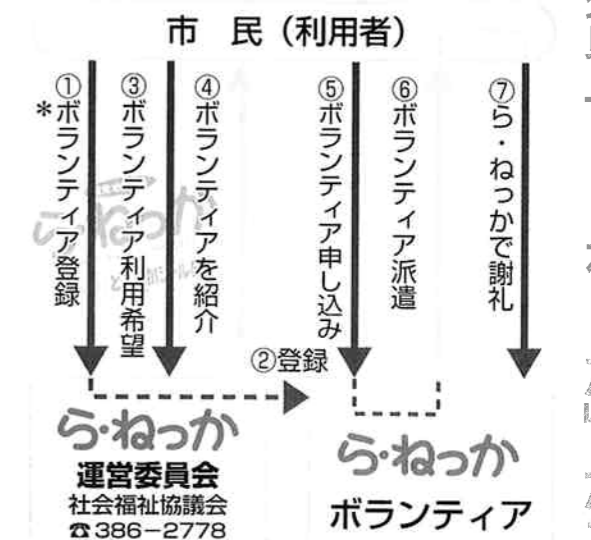 市 民(利用者)
①ボランティア登録
*
③ボランティア利用希望
④ボランティアを紹介
⑤ボランティア申し込み
⑥ボランティア派遣
⑦ら・ねっかで謝礼
②登録
ら・ねっか
運営委員会
社会福祉協議会
☎386-2778
ら・ねっか
ボランティア
ら・ねっか